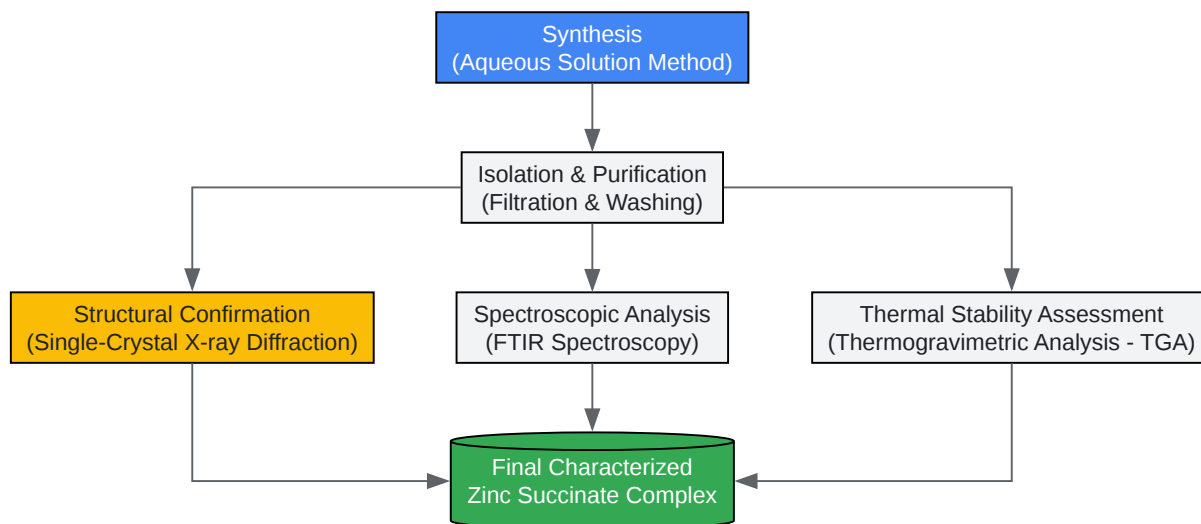 Synthesis
(Aqueous Solution Method)
Isolation & Purification
(Filtration & Washing)
Structural Confirmation
(Single-Crystal X-ray Diffraction)
Spectroscopic Analysis
(FTIR Spectroscopy)
Thermal Stability Assessment
(Thermogravimetric Analysis - TGA)
Final Characterized
Zinc Succinate Complex